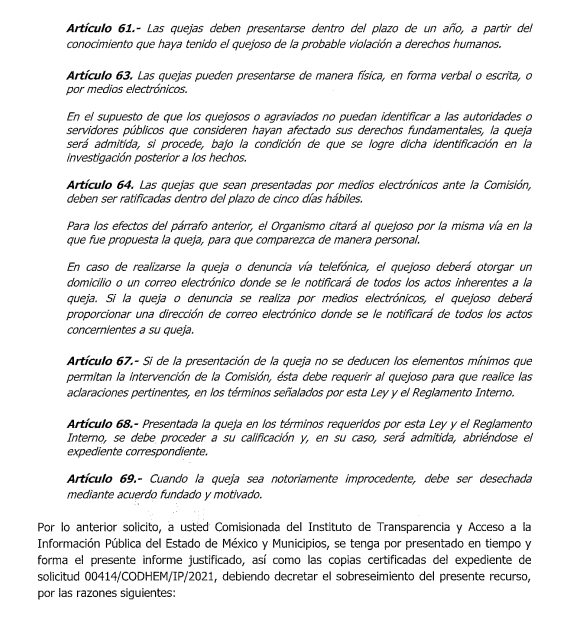 Artículo 61.- Las quejas deben presentarse dentro del plazo de un año, a partir del
conocimiento que haya tenido el quejoso de la probable violación a derechos humanos.
Artículo 63. Las quejas pueden presentarse de manera física, en forma verbal o escrita, o
por medios electrónicos.
En el supuesto de que los quejosos o agraviados no puedan identificar a las autoridades o
servidores públicos que consideren hayan afectado sus derechos fundamentales, la queja
será admitida, si procede, bajo la condición de que se logre dicha identificación en la
investigación posterior a los hechos.
Artículo 64. Las quejas que sean presentadas por medios electrónicos ante la Comisión,
deben ser ratificadas dentro del plazo de cinco días hábiles.
Para los efectos del párrafo anterior, el Organismo citará al quejoso por la misma vía en la
que fue propuesta la queja, para que comparezca de manera personal.
En caso de realizarse la queja o denuncia vía telefónica, el quejoso deberá otorgar un
domicilio o un correo electrónico donde se le notificará de todos los actos inherentes a la
queja. Si la queja o denuncia se realiza por medios electrónicos, el quejoso deberá
proporcionar una dirección de correo electrónico donde se le notificará de todos los actos
concernientes a su queja.
Artículo 67.- Si de la presentación de la queja no se deducen los elementos mínimos que
permitan la intervención de la Comisión, ésta debe requerir al quejoso para que realice las
aclaraciones pertinentes, en los términos señalados por esta Ley y el Reglamento Interno.
Artículo 68.- Presentada la queja en los términos requeridos por esta Ley y el Reglamento
Interno, se debe proceder a su calificación y, en su caso, será admitida, abriéndose el
expediente correspondiente.
Artículo 69.- Cuando la queja sea notoriamente improcedente, debe ser desechada
mediante acuerdo fundado y motivado.
Por lo anterior solicito, a usted Comisionada del Instituto de Transparencia y Acceso a la
Información Pública del Estado de México y Municipios, se tenga por presentado en tiempo y
forma el presente informe justificado, así como las copias certificadas del expediente de
solicitud 00414/CODHEM/IP/2021, debiendo decretar el sobreseimiento del presente recurso,
por las razones siguientes: